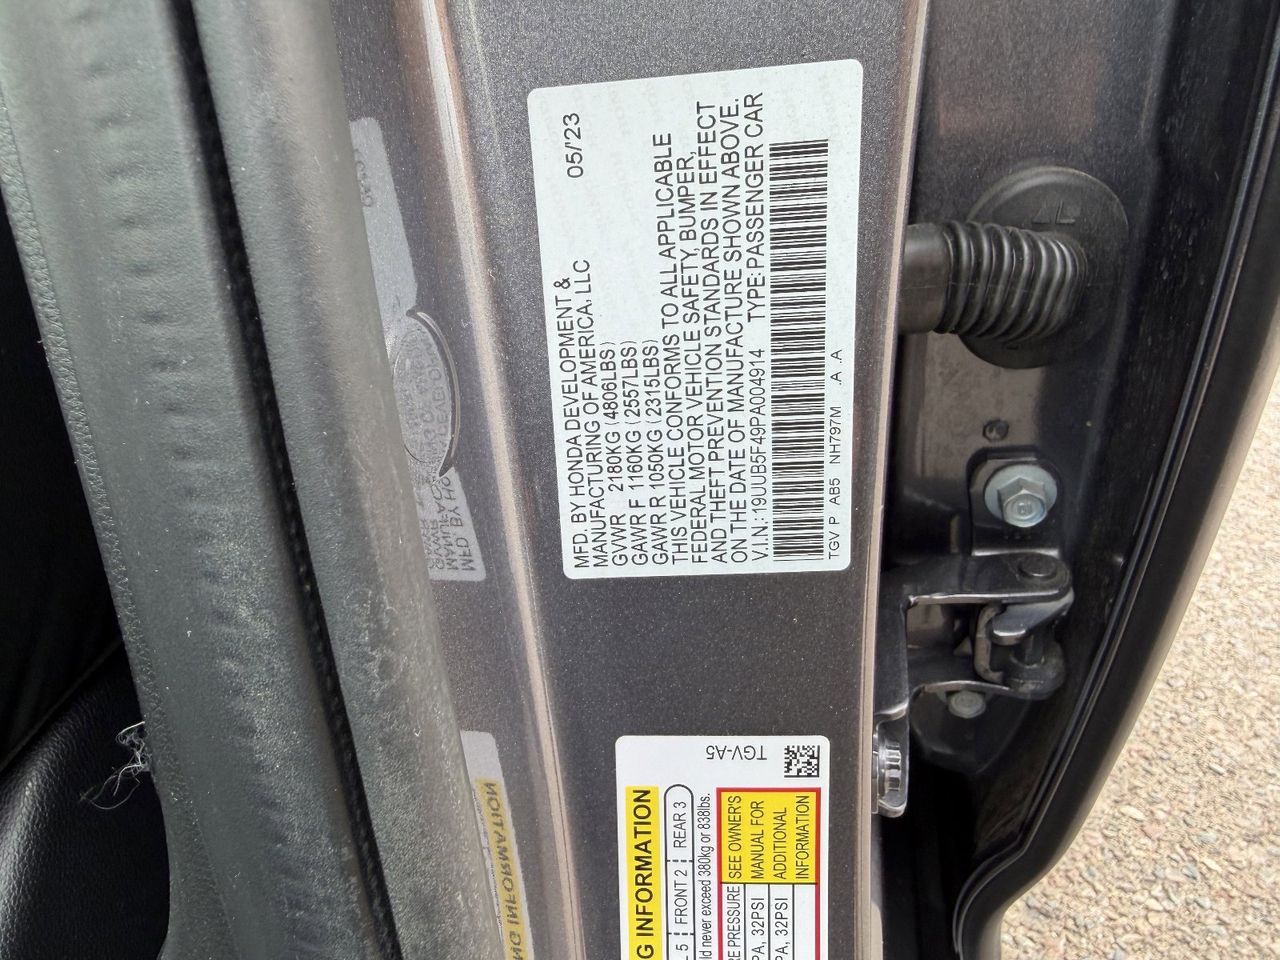 05/'23
MFD. BY HONDA DEVELOPMENT &
MANUFACTURING OF AMERICA, LLC
GVWR 2180KG (4806LBS)
GAWR F 1160KG (2557LBS)
GAWR R 1050KG (2315LBS)
THIS VEHICLE CONFORMS TO ALL APPLICABLE
FEDERAL MOTOR VEHICLE SAFETY, BUMPER,
AND THEFT PREVENTION STANDARDS IN EFFECT
ON THE DATE OF MANUFACTURE SHOWN ABOVE.
V.I.N.: 19UUB5F49PA004914 TYPE: PASSENGER CAR
TGV P AB5 NH797M .A .A
TGV-A5
G INFORMATION
5 FRONT 2 REAR 3
never exceed 380kg or 838lbs.
PRESSURE SEE OWNER'S
PA, 32PSI MANUAL FOR
PA, 32PSI ADDITIONAL
INFORMATION